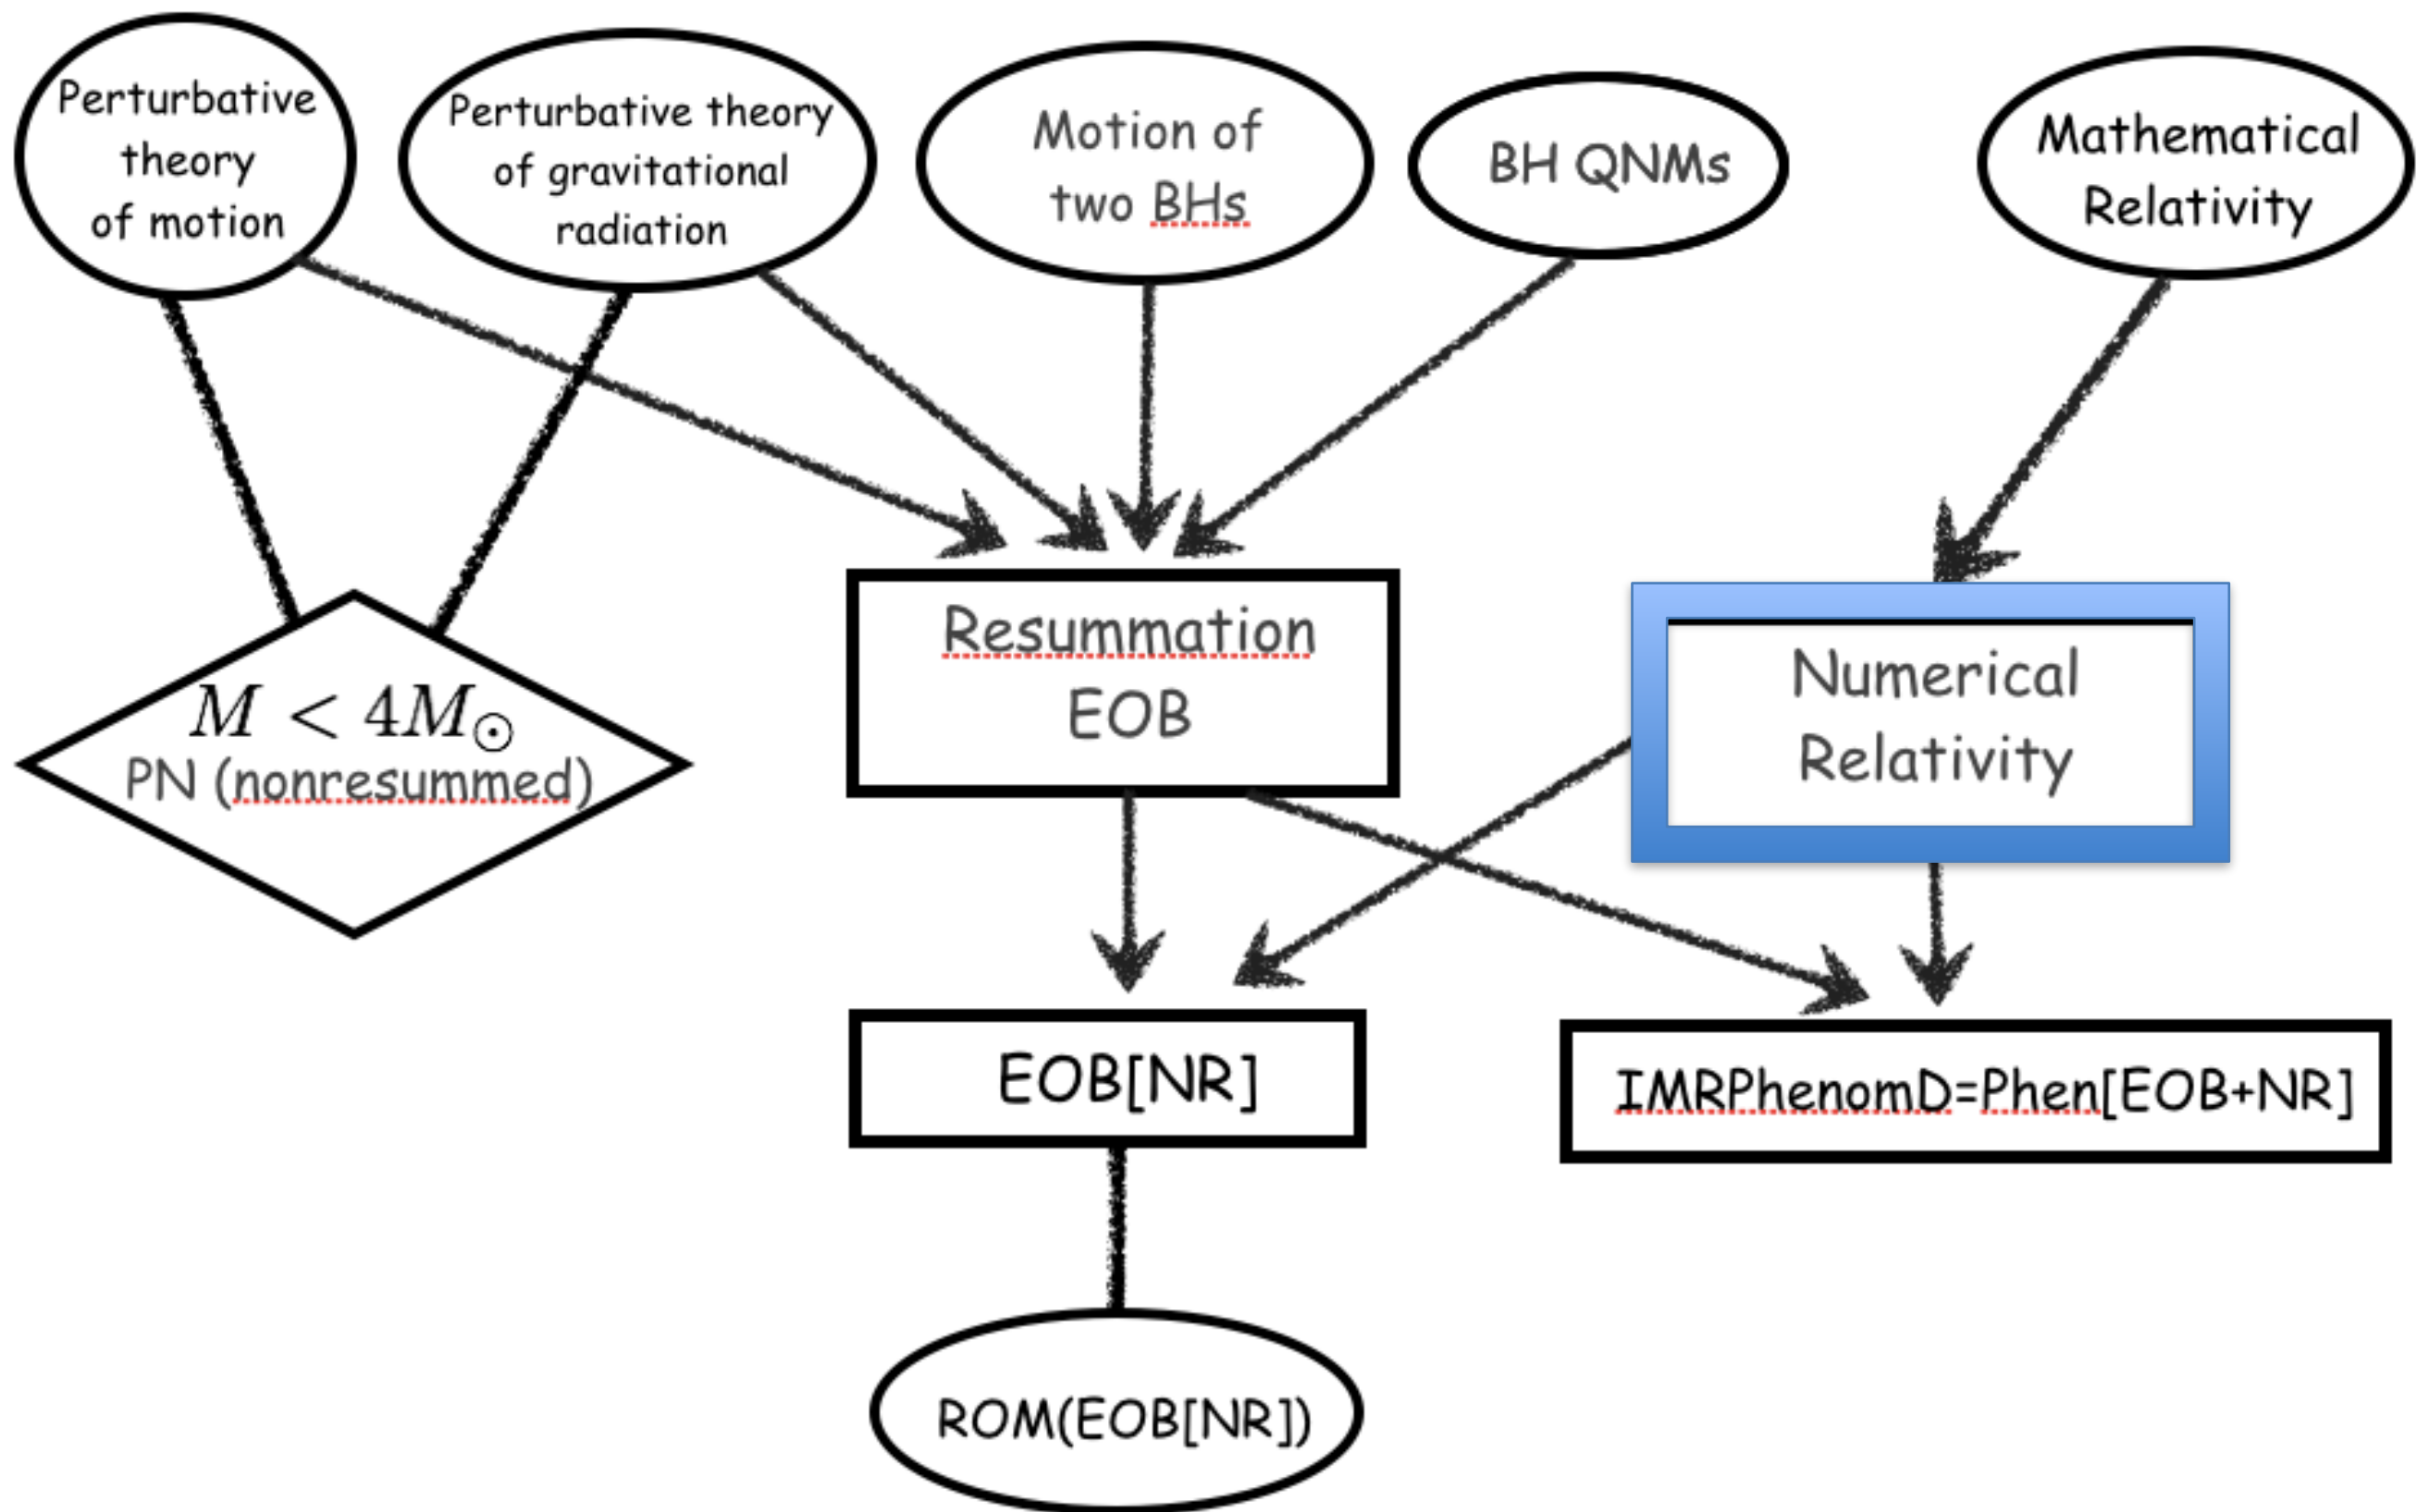 Perturbative
theory
of motion
Perturbative theory
of gravitational
radiation
Motion of
two BHs
BH QNMs
Mathematical
Relativity
M < 4M☉
PN (nonresummed)
Resummation
EOB
Numerical
Relativity
EOB[NR]
IMRPhenomD=Phen[EOB+NR]
ROM(EOB[NR])